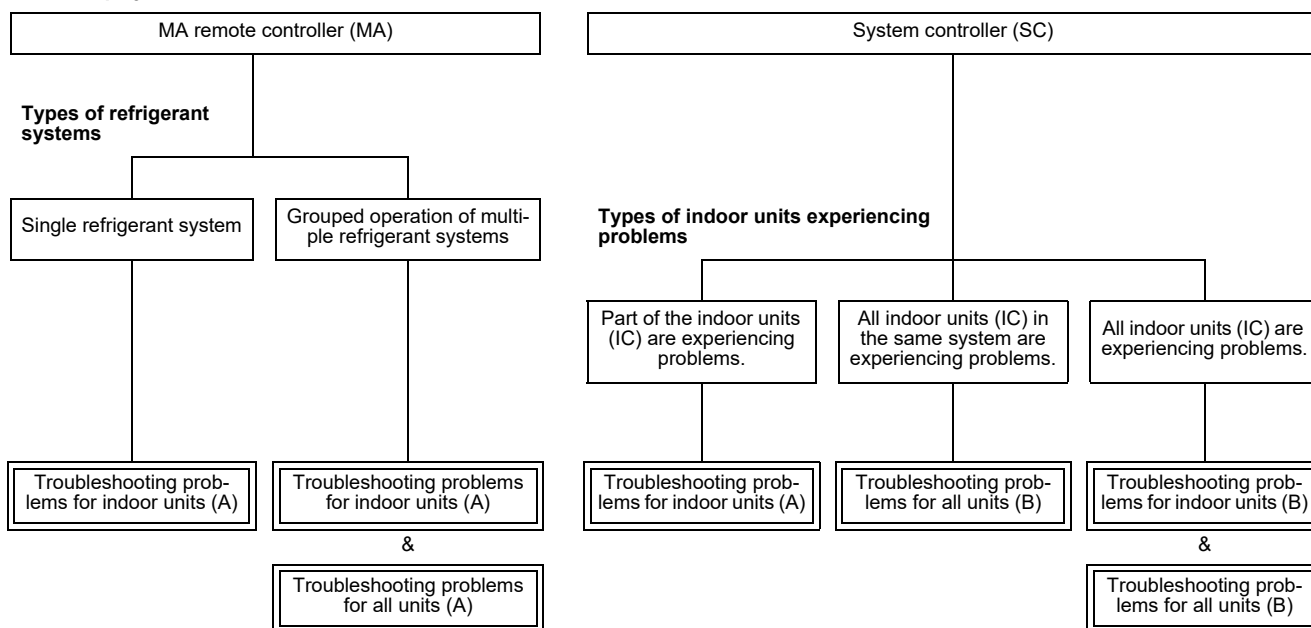 MA remote controller (MA)
Types of refrigerant
systems
Single refrigerant system
Grouped operation of multi-
ple refrigerant systems
Troubleshooting prob-
lems for indoor units (A)
Troubleshooting problems
for indoor units (A)
&
Troubleshooting problems
for all units (A)
System controller (SC)
Types of indoor units experiencing
problems
Part of the indoor units
(IC) are experiencing
problems.
All indoor units (IC) in
the same system are
experiencing problems.
All indoor units (IC) are
experiencing problems.
Troubleshooting prob-
lems for indoor units (A)
Troubleshooting prob-
lems for all units (B)
Troubleshooting prob-
lems for indoor units (B)
&
Troubleshooting prob-
lems for all units (B)